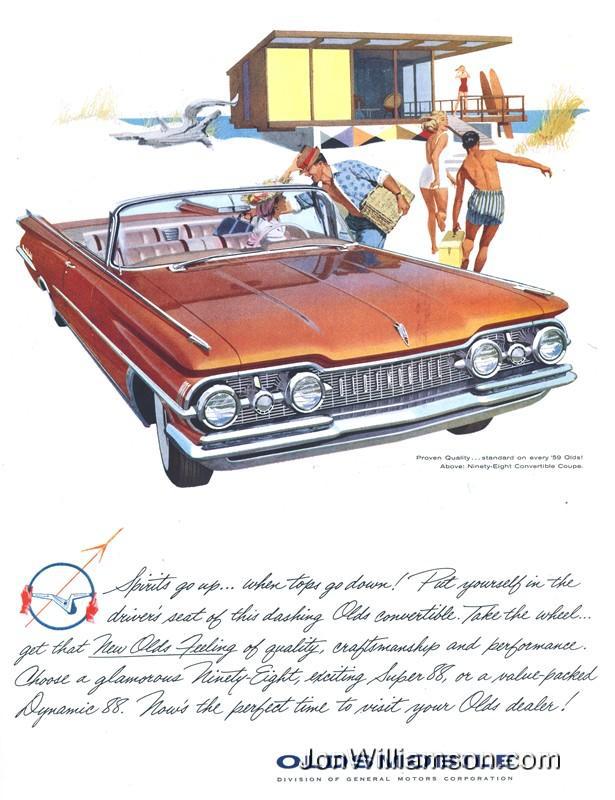 Proven Quality...standard on every '59 Olds!
Above: Ninety-Eight Convertible Coupe.
Spirits go up... when tops go down! Put yourself in the
driver's seat of this dashing Olds convertible. Take the wheel...
get that New Olds Feeling of quality, craftsmanship and performance.
Choose a glamorous Ninety-Eight, exciting Super 88, or a value-packed
Dynamic 88. Now's the perfect time to visit your Olds dealer!
OLDSMOBILE
JonWilliamson.com
DIVISION OF GENERAL MOTORS CORPORATION